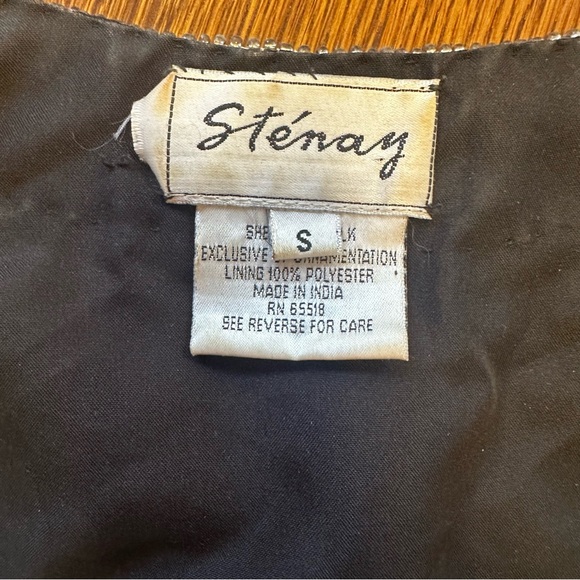 Sténay
S
EXCLUSIVE OF ORNAMENTATION
LINING 100% POLYESTER
MADE IN INDIA
RN 65518
SEE REVERSE FOR CARE